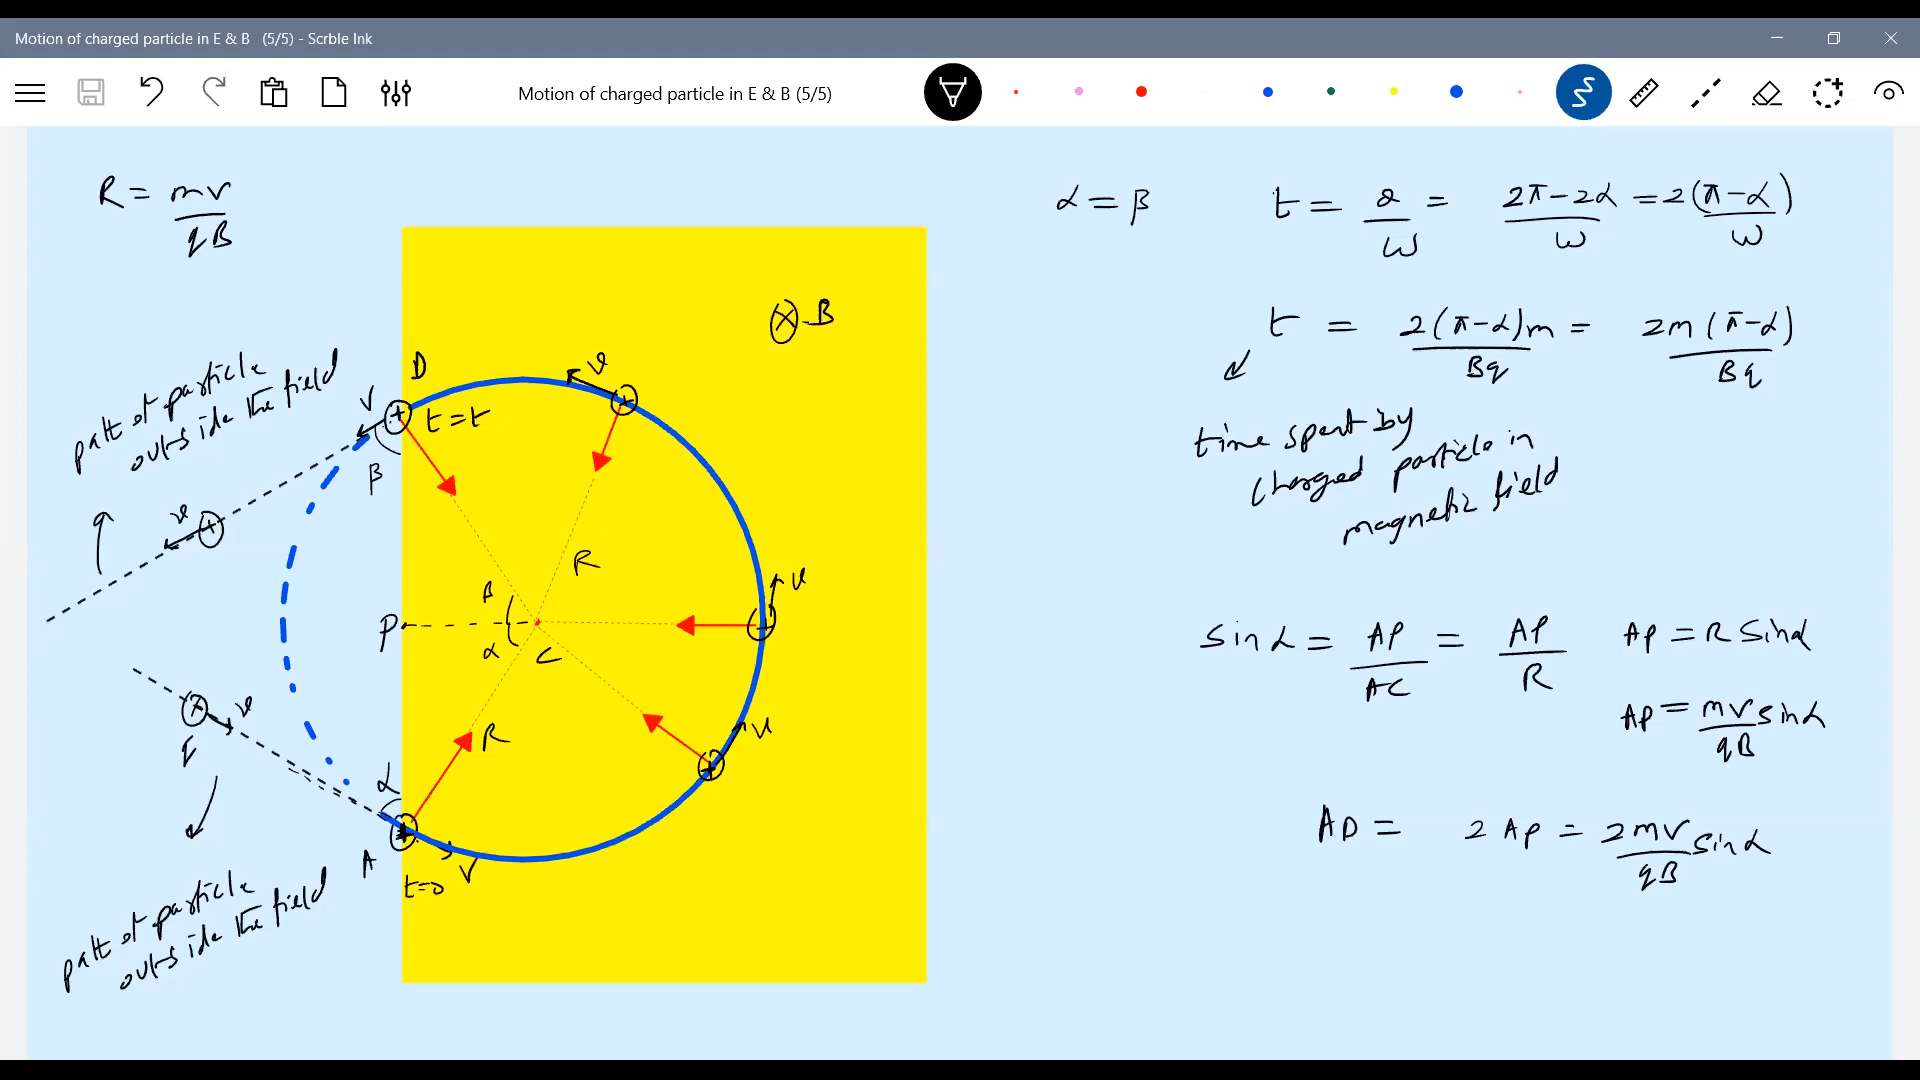 Motion of charged particle in E & B (5/5) - Scrble Ink
Motion of charged particle in E & B (5/5)
R = mv/qB
α = β
t = θ/ω = 2π-2α/ω = 2(π-α)/ω
⊗ B
t = 2(π-α)m/Bq = 2m(π-α)/Bq
time spent by
charged particle in
magnetic field
path of particle
outside the field
D
V
+
t = t
β
v
+
v
+
R
β
P
α
C
v
+
sin α = AP/AC = AP/R
AP = R sin α
AP = mv/qB sin α
+
v
R
α
v
+
A
t=0
V
path of particle
outside the field
AD = 2 AP = 2mv/qB sin α